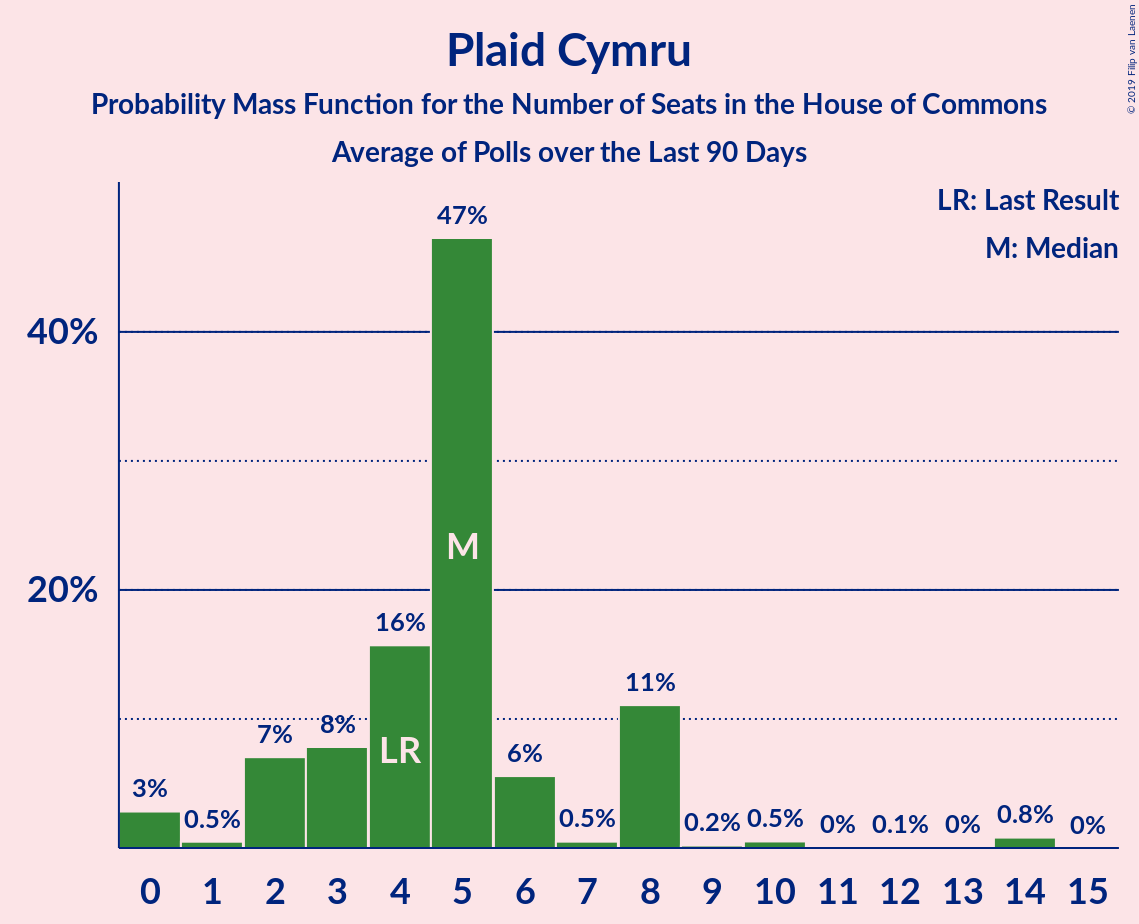 Plaid Cymru
Probability Mass Function for the Number of Seats in the House of Commons
Average of Polls over the Last 90 Days
© 2019 Filip van Laenen
LR: Last Result
M: Median
47%
40%
M
20%
16%
11%
8%
7%
LR
6%
3%
0.5%
0.5%
0.2%
0.5%
0%
0.1%
0%
0.8%
0%
0 1 2 3 4 5 6 7 8 9 10 11 12 13 14 15